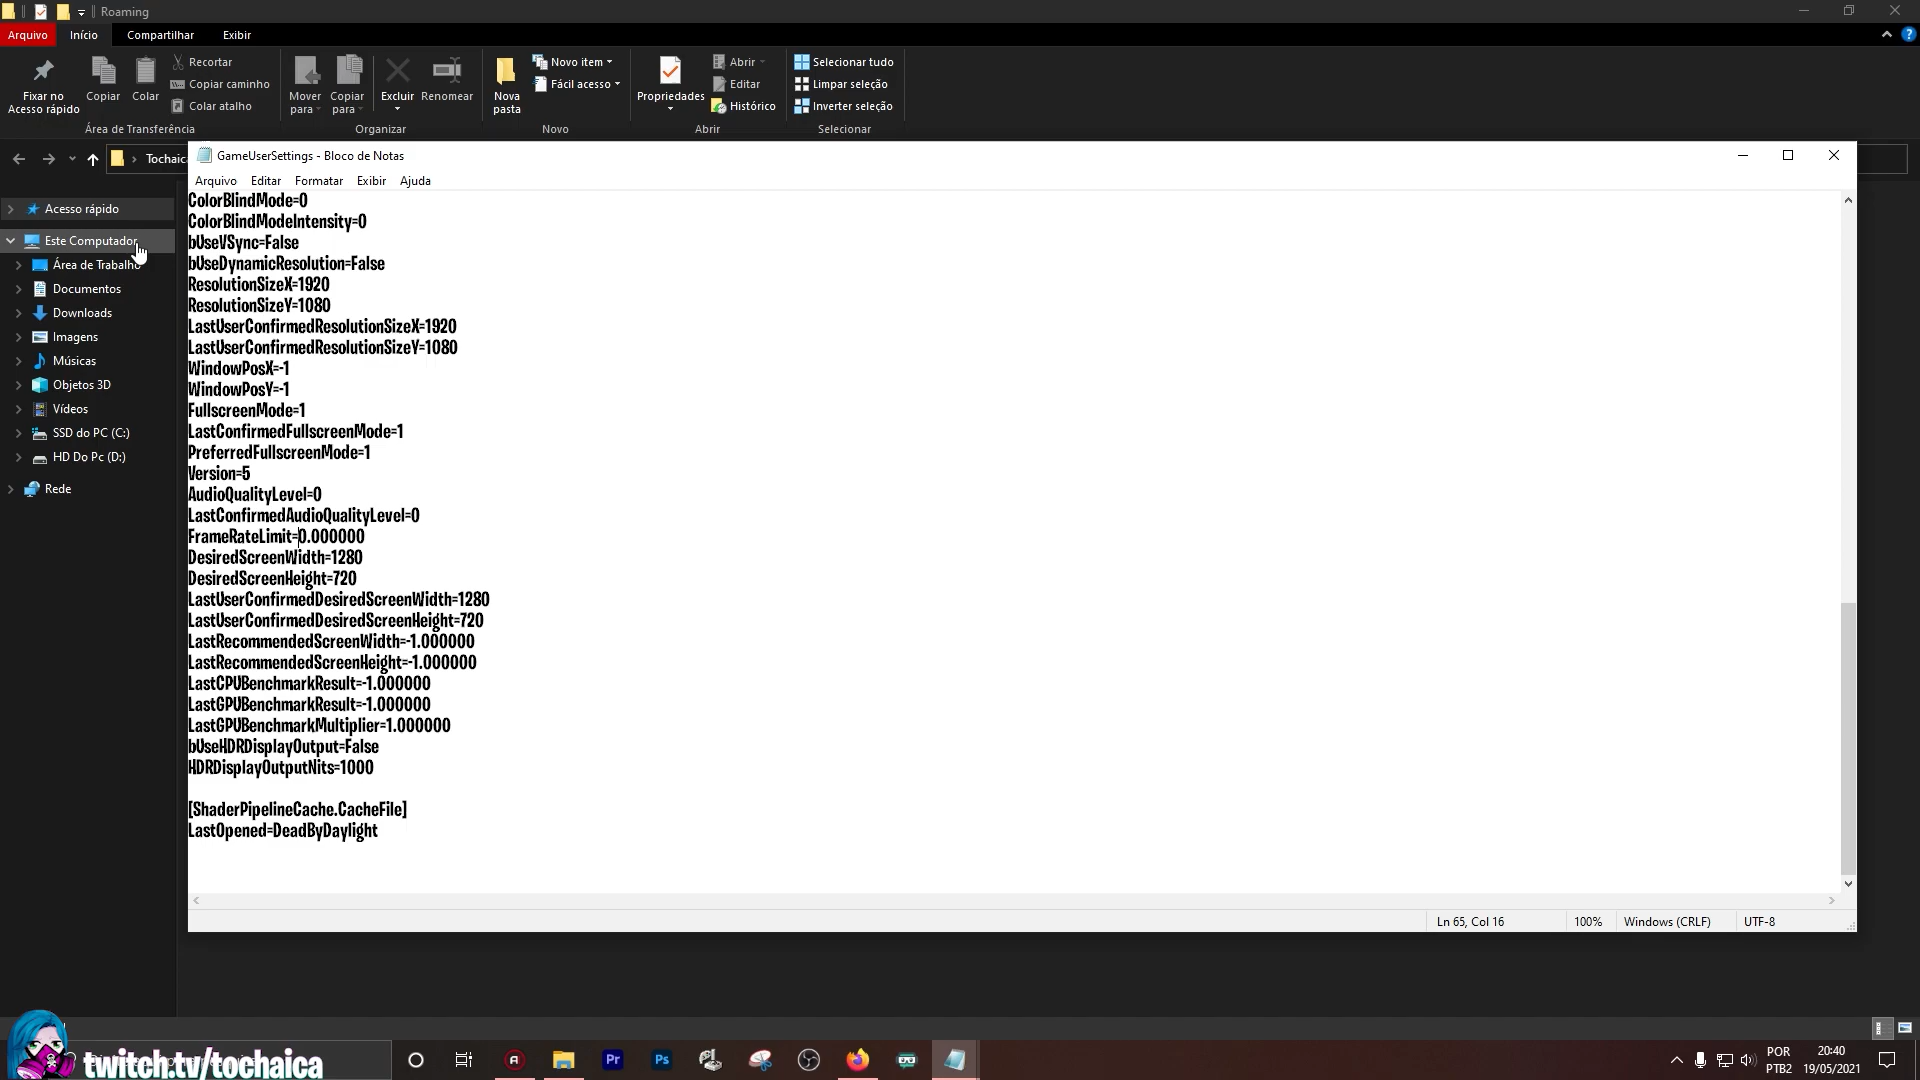 Roaming
Arquivo Início Compartilhar Exibir
Fixar no Acesso rápido
Copiar
Colar
Recortar
Copiar caminho
Colar atalho
Área de Transferência
Mover para
Copiar para
Excluir
Renomear
Organizar
Nova pasta
Novo item
Fácil acesso
Novo
Propriedades
Abrir
Editar
Histórico
Abrir
Selecionar tudo
Limpar seleção
Inverter seleção
Selecionar
Tochaica
GameUserSettings - Bloco de Notas
Arquivo Editar Formatar Exibir Ajuda
Acesso rápido
Este Computador
Área de Trabalho
Documentos
Downloads
Imagens
Músicas
Objetos 3D
Vídeos
SSD do PC (C:)
HD Do Pc (D:)
Rede
ColorBlindMode=0
ColorBlindModeIntensity=0
bUseVSync=False
bUseDynamicResolution=False
ResolutionSizeX=1920
ResolutionSizeY=1080
LastUserConfirmedResolutionSizeX=1920
LastUserConfirmedResolutionSizeY=1080
WindowPosX=-1
WindowPosY=-1
FullscreenMode=1
LastConfirmedFullscreenMode=1
PreferredFullscreenMode=1
Version=5
AudioQualityLevel=0
LastConfirmedAudioQualityLevel=0
FrameRateLimit=0.000000
DesiredScreenWidth=1280
DesiredScreenHeight=720
LastUserConfirmedDesiredScreenWidth=1280
LastUserConfirmedDesiredScreenHeight=720
LastRecommendedScreenWidth=-1.000000
LastRecommendedScreenHeight=-1.000000
LastCPUBenchmarkResult=-1.000000
LastGPUBenchmarkResult=-1.000000
LastGPUBenchmarkMultiplier=1.000000
bUseHDRDisplayOutput=False
HDRDisplayOutputNits=1000
[ShaderPipelineCache.CacheFile]
LastOpened=DeadByDaylight
Ln 65, Col 16 100% Windows (CRLF) UTF-8
twitch.tv/tochaica
Pr
Ps
POR
PTB2
20:40
19/05/2021